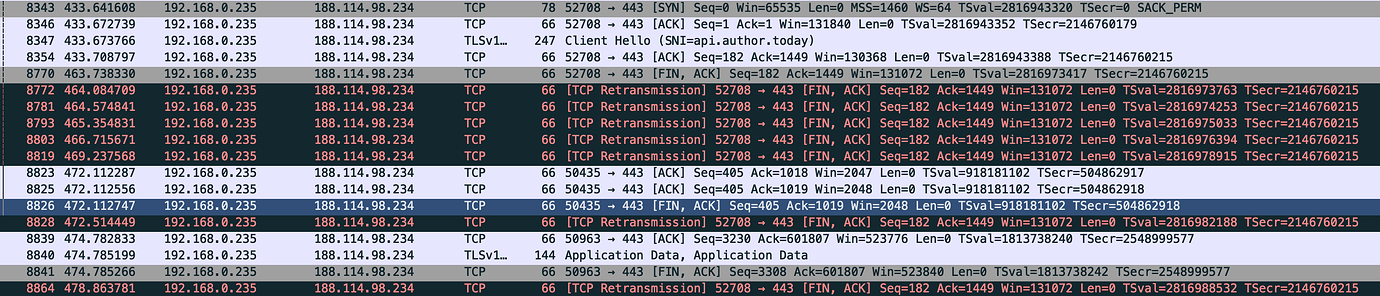 8343 433.641608 192.168.0.235 188.114.98.234 TCP 78 52708 → 443 [SYN] Seq=0 Win=65535 Len=0 MSS=1460 WS=64 TSval=2816943320 TSecr=0 SACK_PERM
8346 433.672739 192.168.0.235 188.114.98.234 TCP 66 52708 → 443 [ACK] Seq=1 Ack=1 Win=131840 Len=0 TSval=2816943352 TSecr=2146760179
8347 433.673766 192.168.0.235 188.114.98.234 TLSv1… 247 Client Hello (SNI=api.author.today)
8354 433.708797 192.168.0.235 188.114.98.234 TCP 66 52708 → 443 [ACK] Seq=182 Ack=1449 Win=130368 Len=0 TSval=2816943388 TSecr=2146760215
8770 463.738330 192.168.0.235 188.114.98.234 TCP 66 52708 → 443 [FIN, ACK] Seq=182 Ack=1449 Win=131072 Len=0 TSval=2816973417 TSecr=2146760215
8772 464.084709 192.168.0.235 188.114.98.234 TCP 66 [TCP Retransmission] 52708 → 443 [FIN, ACK] Seq=182 Ack=1449 Win=131072 Len=0 TSval=2816973763 TSecr=2146760215
8781 464.574841 192.168.0.235 188.114.98.234 TCP 66 [TCP Retransmission] 52708 → 443 [FIN, ACK] Seq=182 Ack=1449 Win=131072 Len=0 TSval=2816974253 TSecr=2146760215
8793 465.354831 192.168.0.235 188.114.98.234 TCP 66 [TCP Retransmission] 52708 → 443 [FIN, ACK] Seq=182 Ack=1449 Win=131072 Len=0 TSval=2816975033 TSecr=2146760215
8803 466.715671 192.168.0.235 188.114.98.234 TCP 66 [TCP Retransmission] 52708 → 443 [FIN, ACK] Seq=182 Ack=1449 Win=131072 Len=0 TSval=2816976394 TSecr=2146760215
8819 469.237568 192.168.0.235 188.114.98.234 TCP 66 [TCP Retransmission] 52708 → 443 [FIN, ACK] Seq=182 Ack=1449 Win=131072 Len=0 TSval=2816978915 TSecr=2146760215
8823 472.112287 192.168.0.235 188.114.98.234 TCP 66 50435 → 443 [ACK] Seq=405 Ack=1018 Win=2047 Len=0 TSval=918181102 TSecr=504862917
8825 472.112556 192.168.0.235 188.114.98.234 TCP 66 50435 → 443 [ACK] Seq=405 Ack=1019 Win=2048 Len=0 TSval=918181102 TSecr=504862918
8826 472.112747 192.168.0.235 188.114.98.234 TCP 66 50435 → 443 [FIN, ACK] Seq=405 Ack=1019 Win=2048 Len=0 TSval=918181102 TSecr=504862918
8828 472.514449 192.168.0.235 188.114.98.234 TCP 66 [TCP Retransmission] 52708 → 443 [FIN, ACK] Seq=182 Ack=1449 Win=131072 Len=0 TSval=2816982188 TSecr=2146760215
8839 474.782833 192.168.0.235 188.114.98.234 TCP 66 50963 → 443 [ACK] Seq=3230 Ack=601807 Win=523776 Len=0 TSval=1813738240 TSecr=2548999577
8840 474.785199 192.168.0.235 188.114.98.234 TLSv1… 144 Application Data, Application Data
8841 474.785266 192.168.0.235 188.114.98.234 TCP 66 50963 → 443 [FIN, ACK] Seq=3308 Ack=601807 Win=523840 Len=0 TSval=1813738242 TSecr=2548999577
8864 478.863781 192.168.0.235 188.114.98.234 TCP 66 [TCP Retransmission] 52708 → 443 [FIN, ACK] Seq=182 Ack=1449 Win=131072 Len=0 TSval=2816988532 TSecr=2146760215